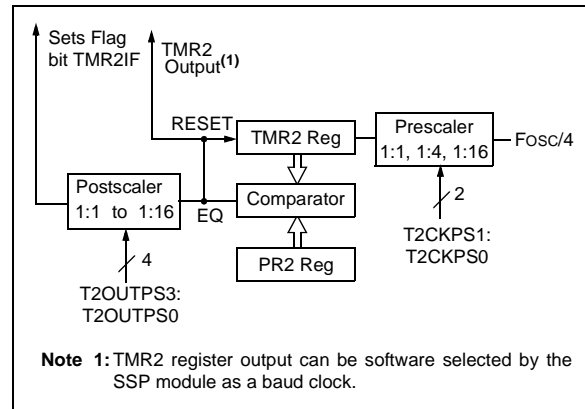 Sets Flag
bit TMR2IF
TMR2
Output(1)
RESET
TMR2 Reg
Prescaler
1:1, 1:4, 1:16
FOSC/4
2
T2CKPS1:
T2CKPS0
Postscaler
1:1 to 1:16
EQ
Comparator
4
T2OUTPS3:
T2OUTPS0
PR2 Reg
Note 1: TMR2 register output can be software selected by the
SSP module as a baud clock.